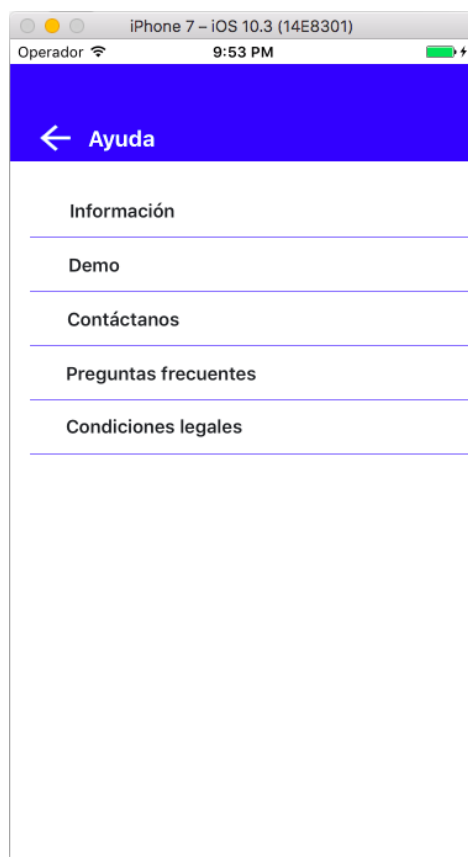 iPhone 7 – iOS 10.3 (14E8301)
Operador 9:53 PM
Ayuda
Información
Demo
Contáctanos
Preguntas frecuentes
Condiciones legales